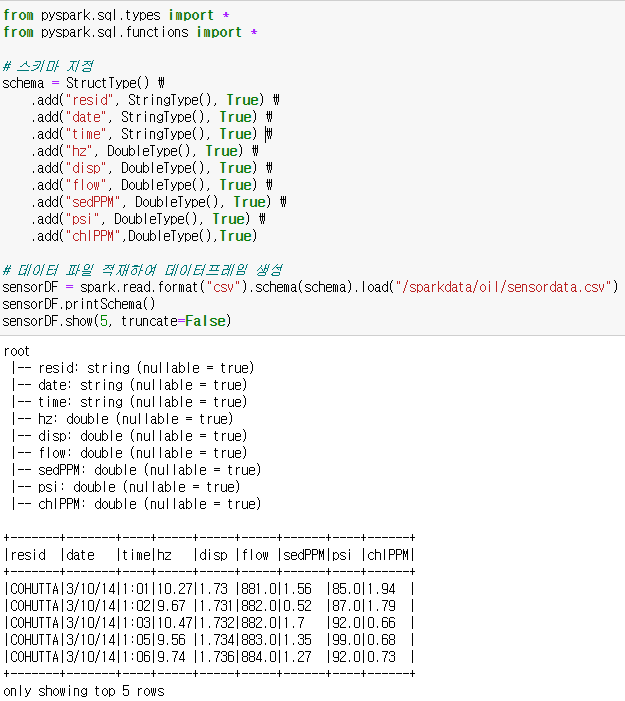 from pyspark.sql.types import *
from pyspark.sql.functions import *
# 스키마 지정
schema = StructType() ₩
    .add("resid", StringType(), True) ₩
    .add("date", StringType(), True) ₩
    .add("time", StringType(), True) ₩
    .add("hz", DoubleType(), True) ₩
    .add("disp", DoubleType(), True) ₩
    .add("flow", DoubleType(), True) ₩
    .add("sedPPM", DoubleType(), True) ₩
    .add("psi", DoubleType(), True) ₩
    .add("chlPPM",DoubleType(),True)
# 데이터 파일 적재하여 데이터프레임 생성
sensorDF = spark.read.format("csv").schema(schema).load("/sparkdata/oil/sensordata.csv")
sensorDF.printSchema()
sensorDF.show(5, truncate=False)
root
 |-- resid: string (nullable = true)
 |-- date: string (nullable = true)
 |-- time: string (nullable = true)
 |-- hz: double (nullable = true)
 |-- disp: double (nullable = true)
 |-- flow: double (nullable = true)
 |-- sedPPM: double (nullable = true)
 |-- psi: double (nullable = true)
 |-- chlPPM: double (nullable = true)
+-------+-------+----+-----+-----+-----+------+----+------+
|resid  |date   |time|hz   |disp |flow |sedPPM|psi |chlPPM|
+-------+-------+----+-----+-----+-----+------+----+------+
|COHUTTA|3/10/14|1:01|10.27|1.73 |881.0|1.56  |85.0|1.94  |
|COHUTTA|3/10/14|1:02|9.67 |1.731|882.0|0.52  |87.0|1.79  |
|COHUTTA|3/10/14|1:03|10.47|1.732|882.0|1.7   |92.0|0.66  |
|COHUTTA|3/10/14|1:05|9.56 |1.734|883.0|1.35  |99.0|0.68  |
|COHUTTA|3/10/14|1:06|9.74 |1.736|884.0|1.27  |92.0|0.73  |
+-------+-------+----+-----+-----+-----+------+----+------+
only showing top 5 rows